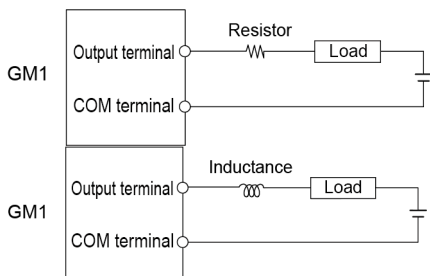 Resistor
Output terminal
Load
GM1
COM terminal
Inductance
Output terminal
Load
GM1
COM terminal